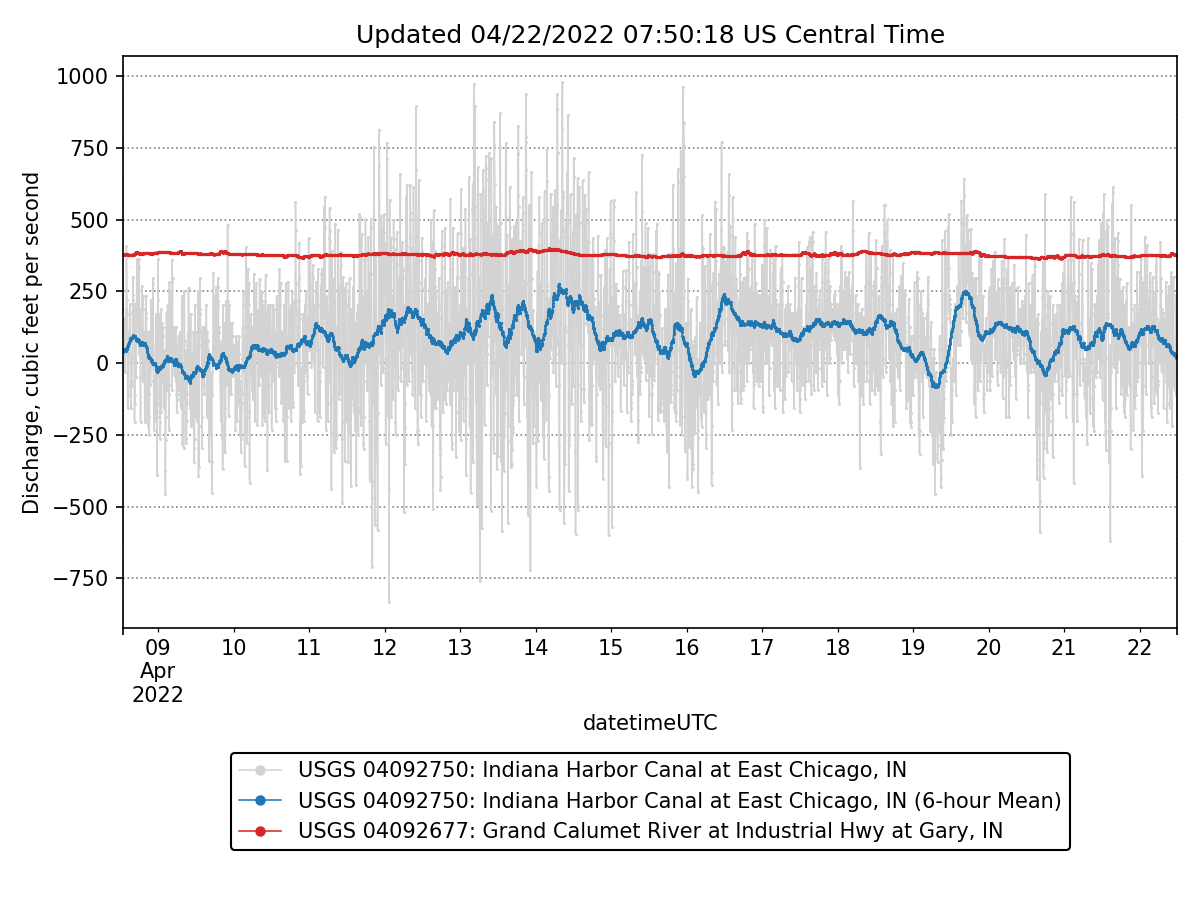 Updated 04/22/2022 07:50:18 US Central Time
1000
750
500
250
0
−250
−500
−750
Discharge, cubic feet per second
09 10 11 12 13 14 15 16 17 18 19 20 21 22
Apr
2022
datetimeUTC
USGS 04092750: Indiana Harbor Canal at East Chicago, IN
USGS 04092750: Indiana Harbor Canal at East Chicago, IN (6-hour Mean)
USGS 04092677: Grand Calumet River at Industrial Hwy at Gary, IN